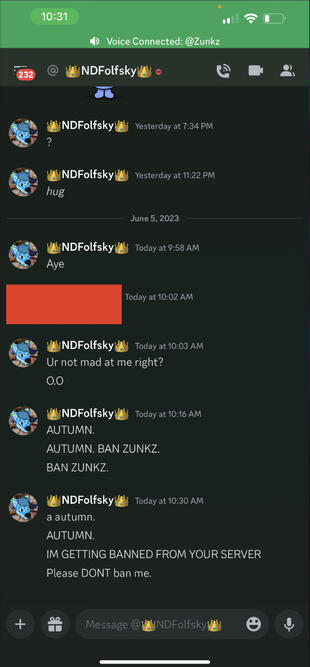 10:31
Voice Connected: @Zunkz
232
@ 👑NDFolfsky👑
👑NDFolfsky👑 Yesterday at 7:34 PM
?
👑NDFolfsky👑 Yesterday at 11:22 PM
hug
June 5, 2023
👑NDFolfsky👑 Today at 9:58 AM
Aye
Today at 10:02 AM
👑NDFolfsky👑 Today at 10:03 AM
Ur not mad at me right?
O.O
👑NDFolfsky👑 Today at 10:16 AM
AUTUMN.
AUTUMN. BAN ZUNKZ.
BAN ZUNKZ.
👑NDFolfsky👑 Today at 10:30 AM
a autumn.
AUTUMN.
IM GETTING BANNED FROM YOUR SERVER
Please DONT ban me.
Message @👑NDFolfsky👑